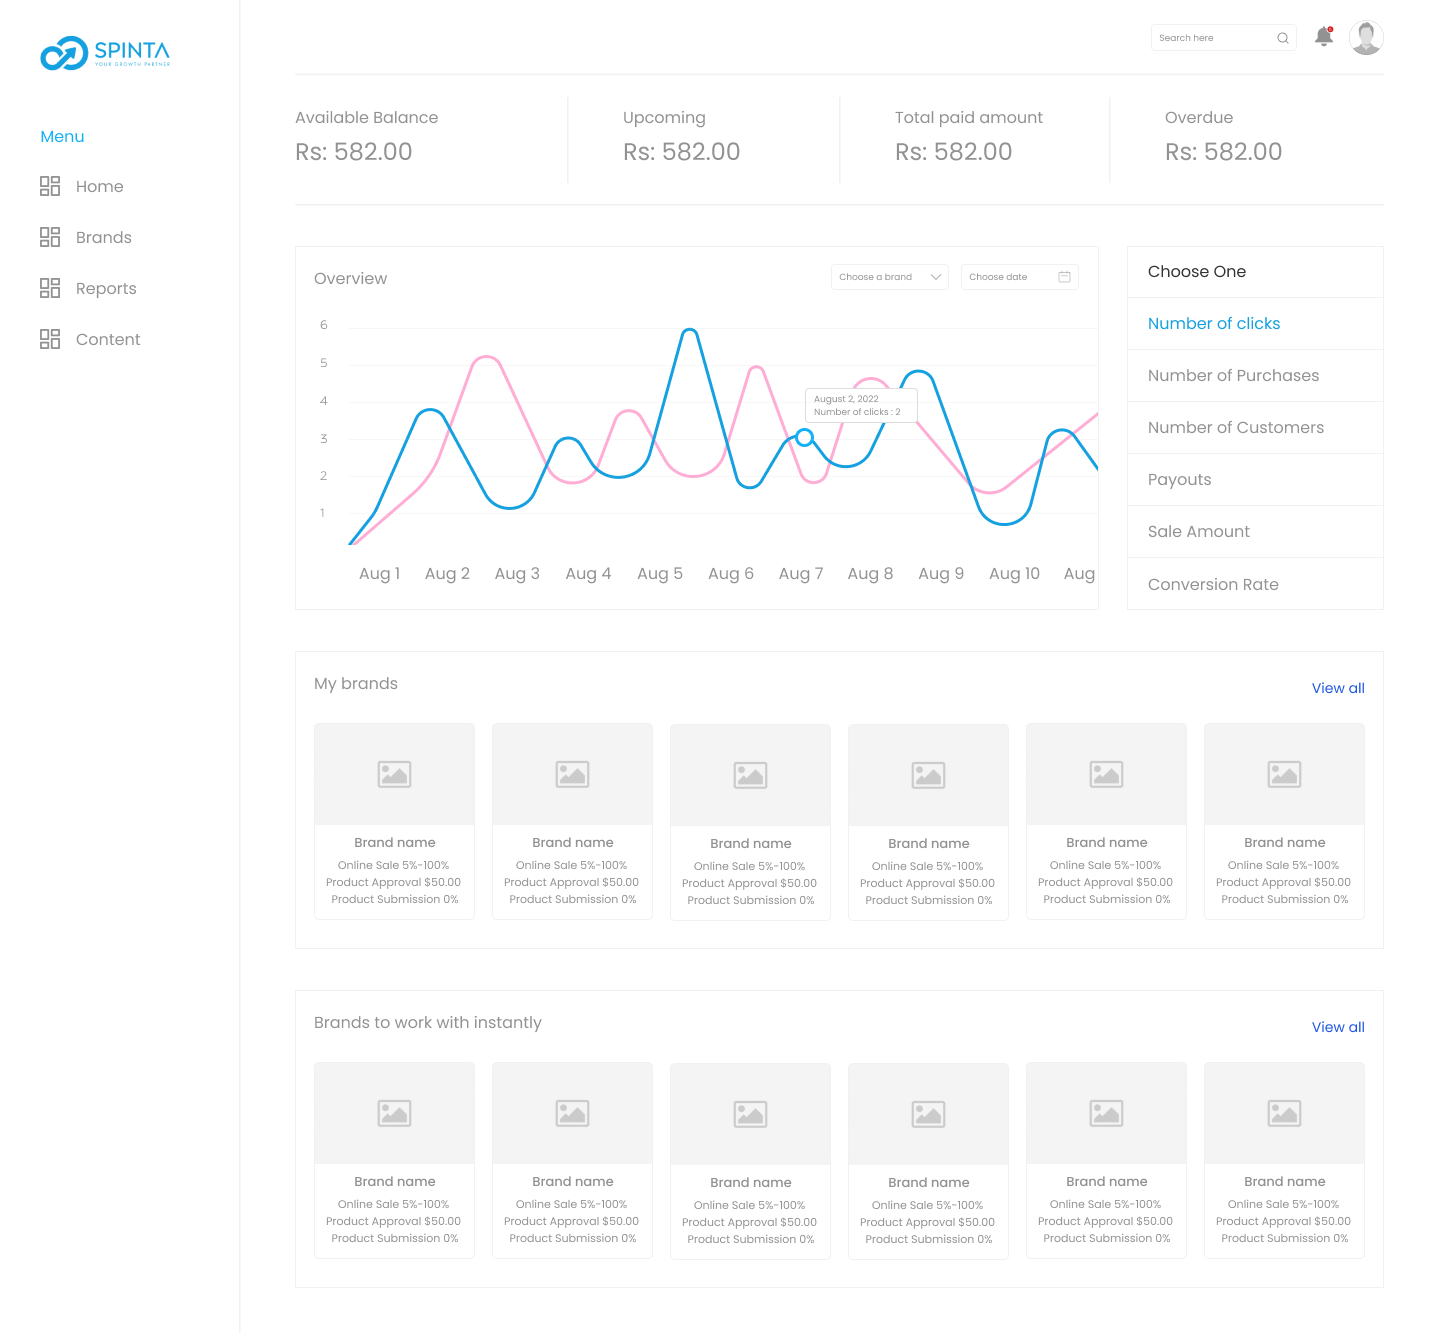 SPINTA
YOUR GROWTH PARTNER
Menu
Home
Brands
Reports
Content
Search here
Available Balance
Rs: 582.00
Upcoming
Rs: 582.00
Total paid amount
Rs: 582.00
Overdue
Rs: 582.00
Overview
Choose a brand
Choose date
6
5
4
3
2
1
August 2, 2022
Number of clicks : 2
Aug 1 Aug 2 Aug 3 Aug 4 Aug 5 Aug 6 Aug 7 Aug 8 Aug 9 Aug 10 Aug
Choose One
Number of clicks
Number of Purchases
Number of Customers
Payouts
Sale Amount
Conversion Rate
My brands
View all
Brand name
Online Sale 5%-100%
Product Approval $50.00
Product Submission 0%
Brand name
Online Sale 5%-100%
Product Approval $50.00
Product Submission 0%
Brand name
Online Sale 5%-100%
Product Approval $50.00
Product Submission 0%
Brand name
Online Sale 5%-100%
Product Approval $50.00
Product Submission 0%
Brand name
Online Sale 5%-100%
Product Approval $50.00
Product Submission 0%
Brand name
Online Sale 5%-100%
Product Approval $50.00
Product Submission 0%
Brands to work with instantly
View all
Brand name
Online Sale 5%-100%
Product Approval $50.00
Product Submission 0%
Brand name
Online Sale 5%-100%
Product Approval $50.00
Product Submission 0%
Brand name
Online Sale 5%-100%
Product Approval $50.00
Product Submission 0%
Brand name
Online Sale 5%-100%
Product Approval $50.00
Product Submission 0%
Brand name
Online Sale 5%-100%
Product Approval $50.00
Product Submission 0%
Brand name
Online Sale 5%-100%
Product Approval $50.00
Product Submission 0%